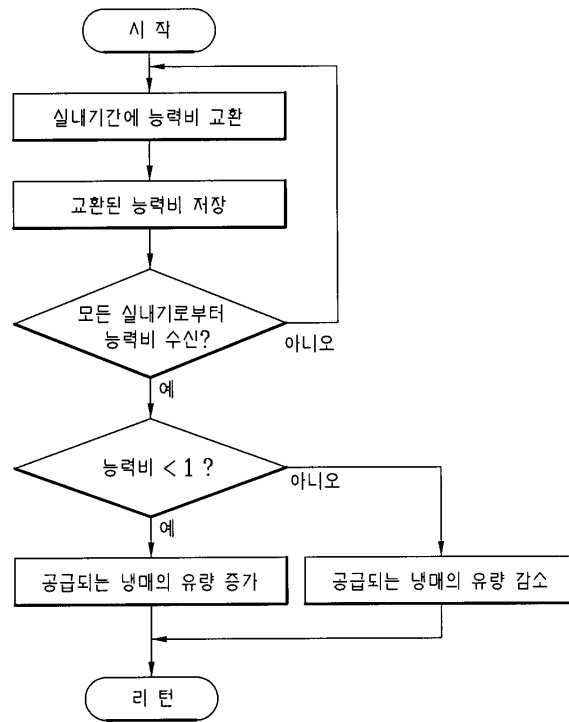 시 작
실내기간에 능력비 교환
교환된 능력비 저장
모든 실내기로부터
능력비 수신?
아니오
예
능력비 < 1 ?
아니오
예
공급되는 냉매의 유량 증가
공급되는 냉매의 유량 감소
리 턴